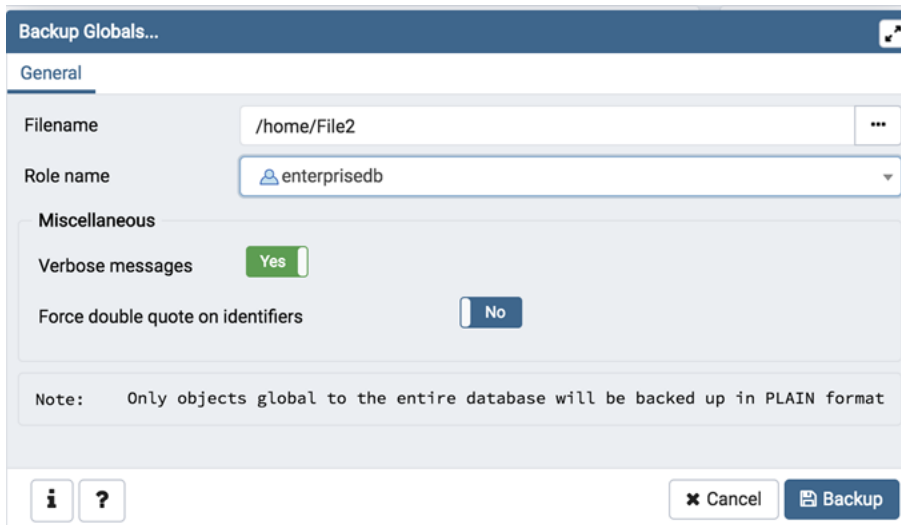 Backup Globals...
General
Filename /home/File2 •••
Role name enterprisedb
Miscellaneous
Verbose messages Yes
Force double quote on identifiers No
Note: Only objects global to the entire database will be backed up in PLAIN format
i ? Cancel Backup